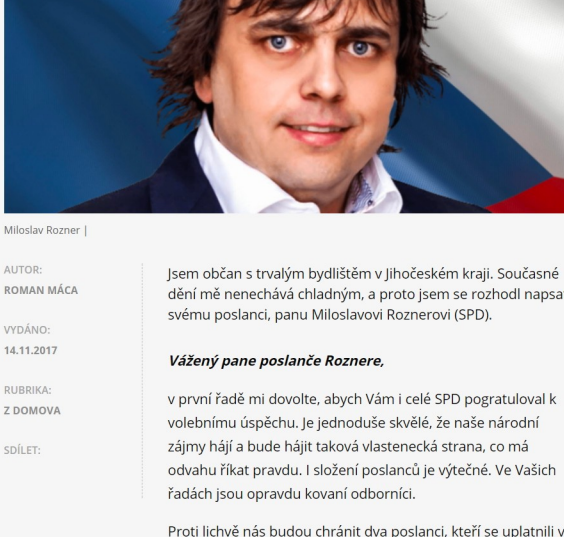 Miloslav Rozner |
AUTOR:
ROMAN MÁCA
VYDÁNO:
14.11.2017
RUBRIKA:
Z DOMOVA
SDÍLET:
Jsem občan s trvalým bydlištěm v Jihočeském kraji. Současné
dění mě nenechává chladným, a proto jsem se rozhodl napsat
svému poslanci, panu Miloslavovi Roznerovi (SPD).
Vážený pane poslanče Roznere,
v první řadě mi dovolte, abych Vám i celé SPD pogratuloval k
volebnímu úspěchu. Je jednoduše skvělé, že naše národní
zájmy hájí a bude hájit taková vlastenecká strana, co má
odvahu říkat pravdu. I složení poslanců je výtečné. Ve Vašich
řadách jsou opravdu kovaní odborníci.
Proti lichvě nás budou chránit dva poslanci, kteří se uplatnili v